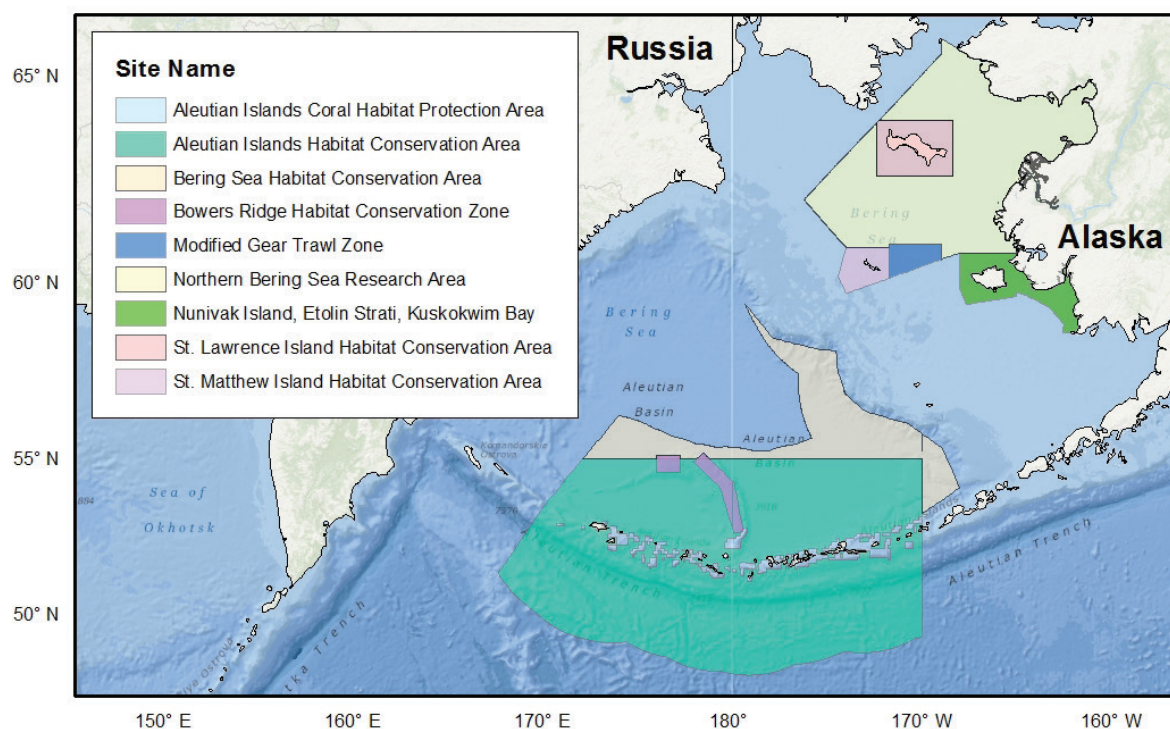 Russia
65° N
Site Name
Aleutian Islands Coral Habitat Protection Area
Aleutian Islands Habitat Conservation Area
Bering Sea Habitat Conservation Area
Bowers Ridge Habitat Conservation Zone
Modified Gear Trawl Zone
Northern Bering Sea Research Area
Nunivak Island, Etolin Strati, Kuskokwim Bay
St. Lawrence Island Habitat Conservation Area
St. Matthew Island Habitat Conservation Area
Bering
Sea
Alaska
60° N
Bering
Sea
Aleutian
Basin
Aleutian
Basin
55° N
Komandorskie
Ostrova
Sea of
Okhotsk
Aleutian Trench
Aleutian Trench
50° N
tka Trench
150° E
160° E
170° E
180°
170° W
160° W